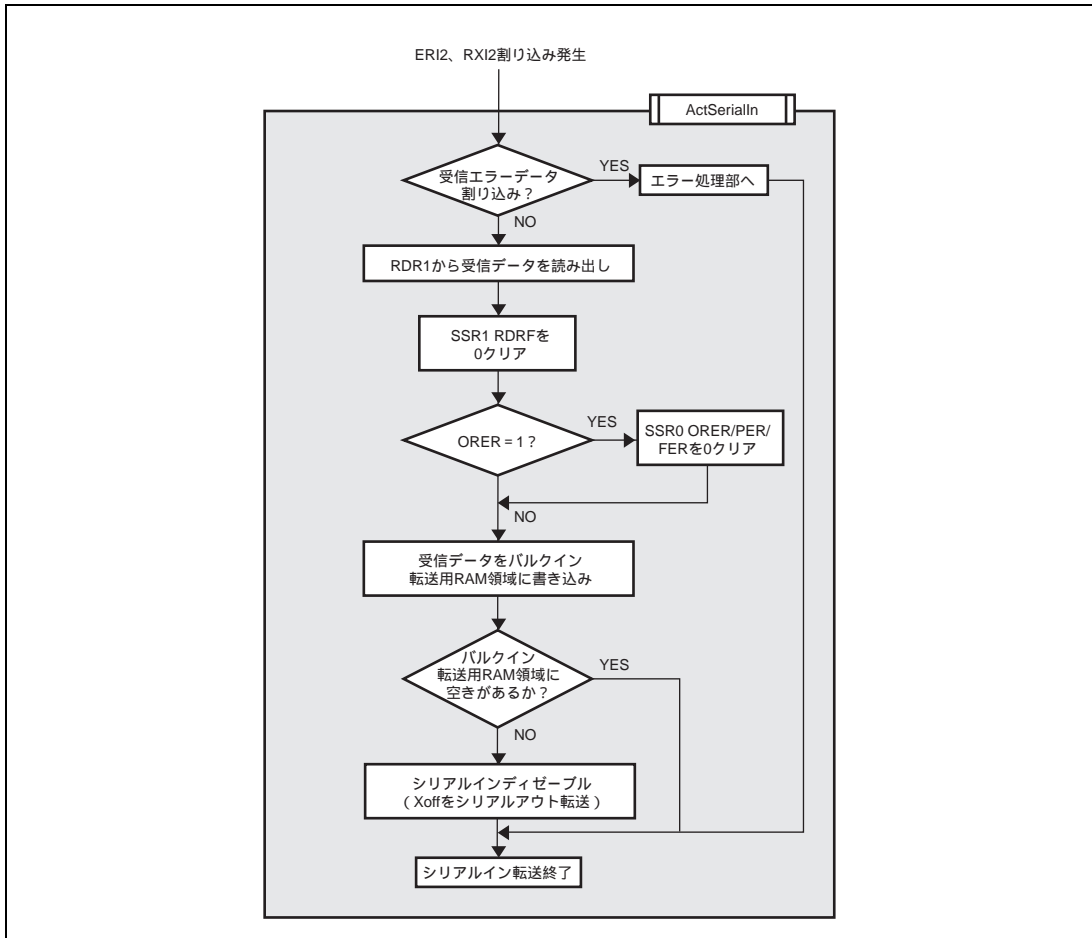 ERI2、RXI2割り込み発生
ActSerialIn
受信エラーデータ
割り込み？
YES
エラー処理部へ
NO
RDR1から受信データを読み出し
SSR1 RDRFを
0クリア
ORER = 1？
YES
SSR0 ORER/PER/
FERを0クリア
NO
受信データをバルクイン
転送用RAM領域に書き込み
バルクイン
転送用RAM領域に
空きがあるか？
YES
NO
シリアルインディゼーブル
（Xoffをシリアルアウト転送）
シリアルイン転送終了